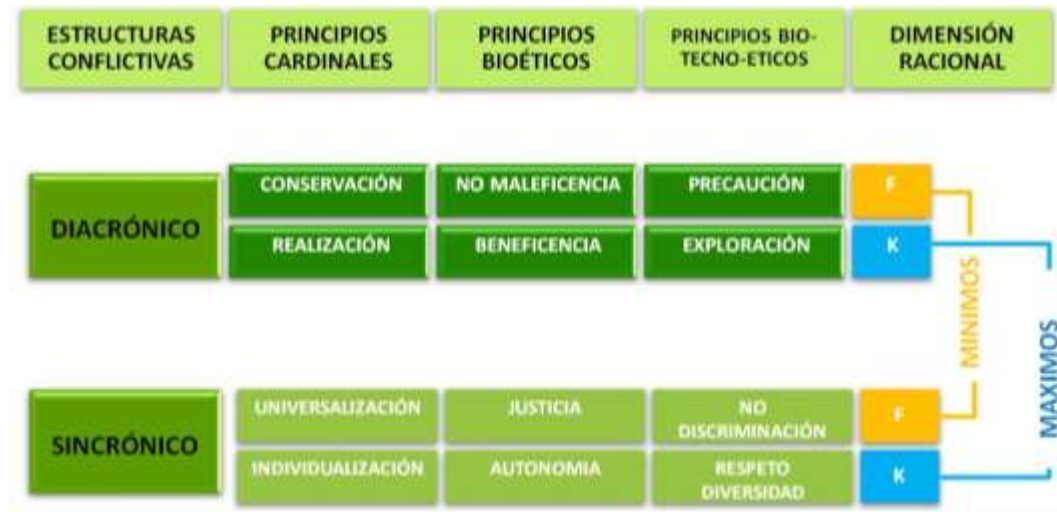 ESTRUCTURAS
CONFLICTIVAS
PRINCIPIOS
CARDINALES
PRINCIPIOS
BIOÉTICOS
PRINCIPIOS BIO-
TECNO-ETICOS
DIMENSIÓN
RACIONAL
DIACRÓNICO
CONSERVACIÓN
NO MALEFICENCIA
PRECAUCIÓN
F
REALIZACIÓN
BENEFICENCIA
EXPLORACIÓN
K
MINIMOS
MAXIMOS
SINCRÓNICO
UNIVERSALIZACIÓN
JUSTICIA
NO
DISCRIMINACIÓN
F
INDIVIDUALIZACIÓN
AUTONOMIA
RESPETO
DIVERSIDAD
K